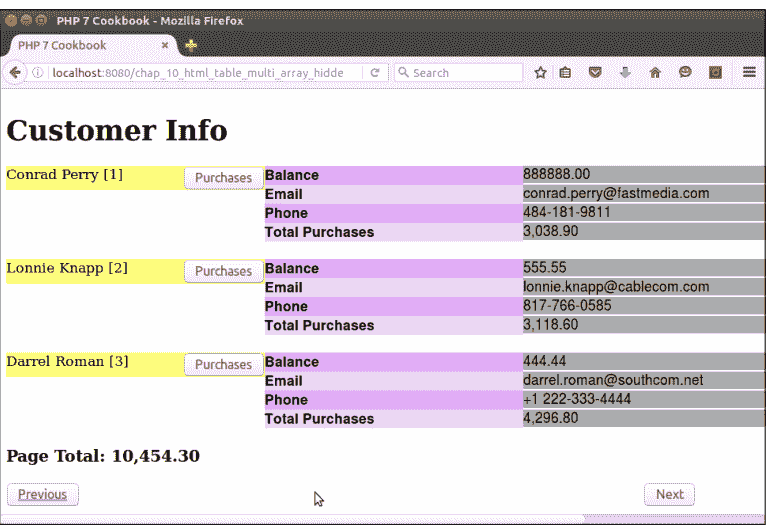 PHP 7 Cookbook - Mozilla Firefox
PHP 7 Cookbook ×
localhost:8080/chap_10_html_table_multi_array_hidde Search
Customer Info
Conrad Perry [1] Purchases Balance 888888.00
Email conrad.perry@fastmedia.com
Phone 484-181-9811
Total Purchases 3,038.90
Lonnie Knapp [2] Purchases Balance 555.55
Email lonnie.knapp@cablecom.com
Phone 817-766-0585
Total Purchases 3,118.60
Darrel Roman [3] Purchases Balance 444.44
Email darrel.roman@southcom.net
Phone +1 222-333-4444
Total Purchases 4,296.80
Page Total: 10,454.30
Previous Next